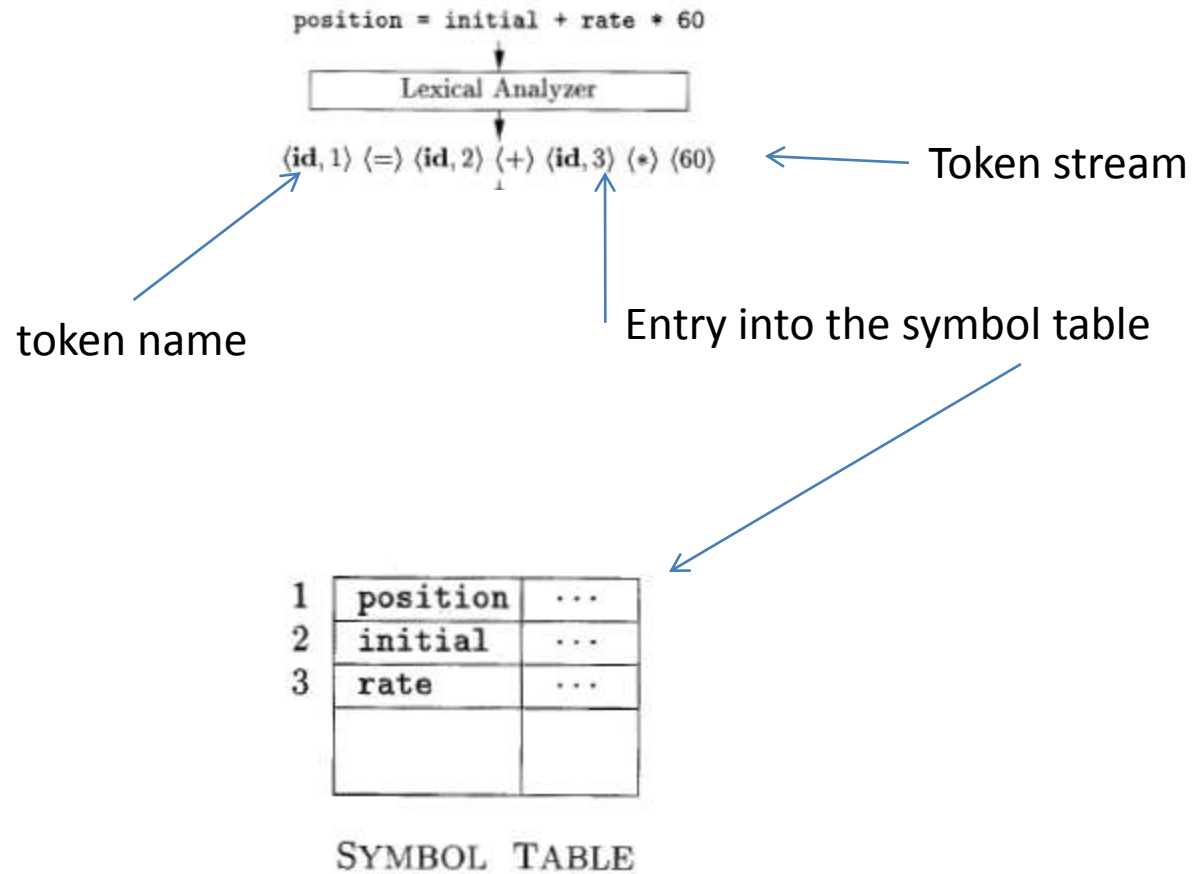 position = initial + rate * 60
Lexical Analyzer
⟨id, 1⟩ ⟨=⟩ ⟨id, 2⟩ ⟨+⟩ ⟨id, 3⟩ ⟨*⟩ ⟨60⟩
Token stream
token name
Entry into the symbol table
1 position ...
2 initial ...
3 rate ...
SYMBOL TABLE